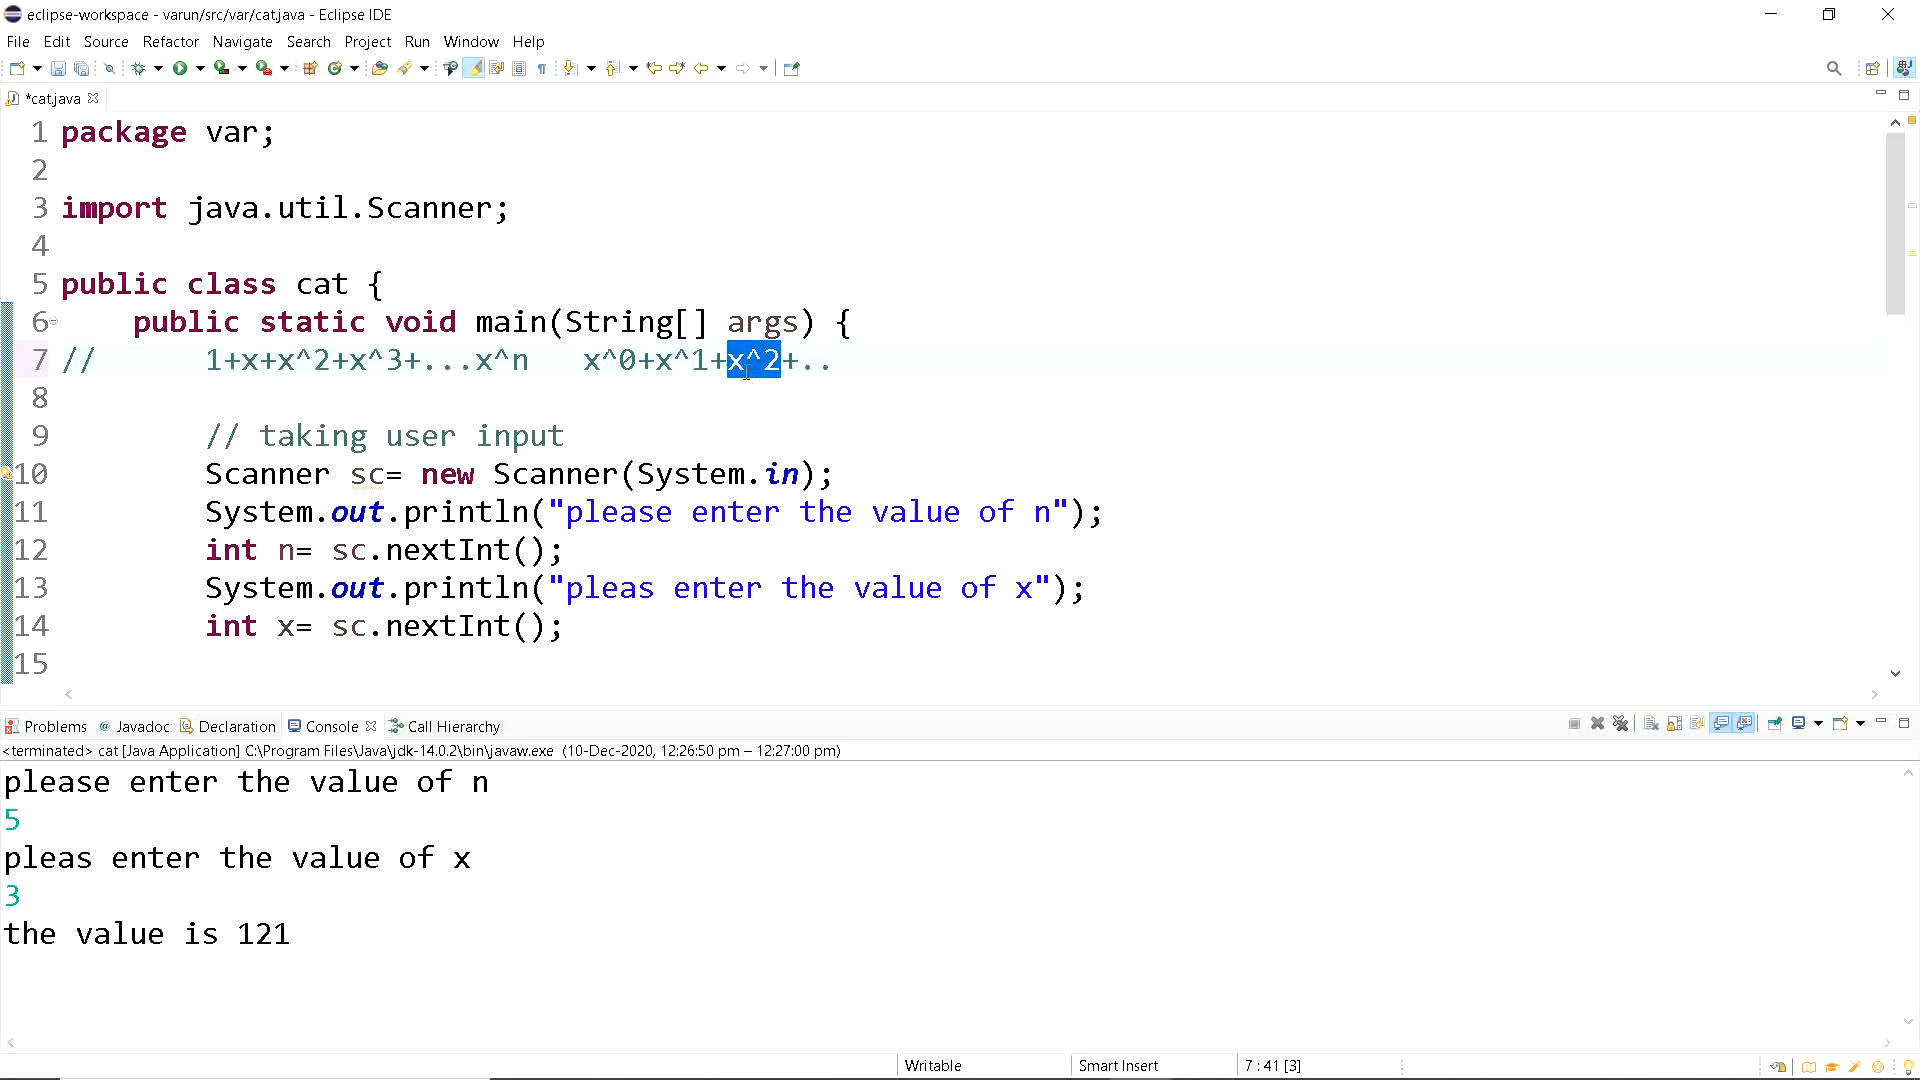 eclipse-workspace - varun/src/var/cat.java - Eclipse IDE
File Edit Source Refactor Navigate Search Project Run Window Help
*cat.java
1 package var;
2
3 import java.util.Scanner;
4
5 public class cat {
6 public static void main(String[] args) {
7 // 1+x+x^2+x^3+...x^n x^0+x^1+x^2+..
8
9 // taking user input
10 Scanner sc= new Scanner(System.in);
11 System.out.println("please enter the value of n");
12 int n= sc.nextInt();
13 System.out.println("pleas enter the value of x");
14 int x= sc.nextInt();
15
Problems @ Javadoc Declaration Console Call Hierarchy
<terminated> cat [Java Application] C:\Program Files\Java\jdk-14.0.2\bin\javaw.exe (10-Dec-2020, 12:26:50 pm – 12:27:00 pm)
please enter the value of n
5
pleas enter the value of x
3
the value is 121
Writable Smart Insert 7 : 41 [3]